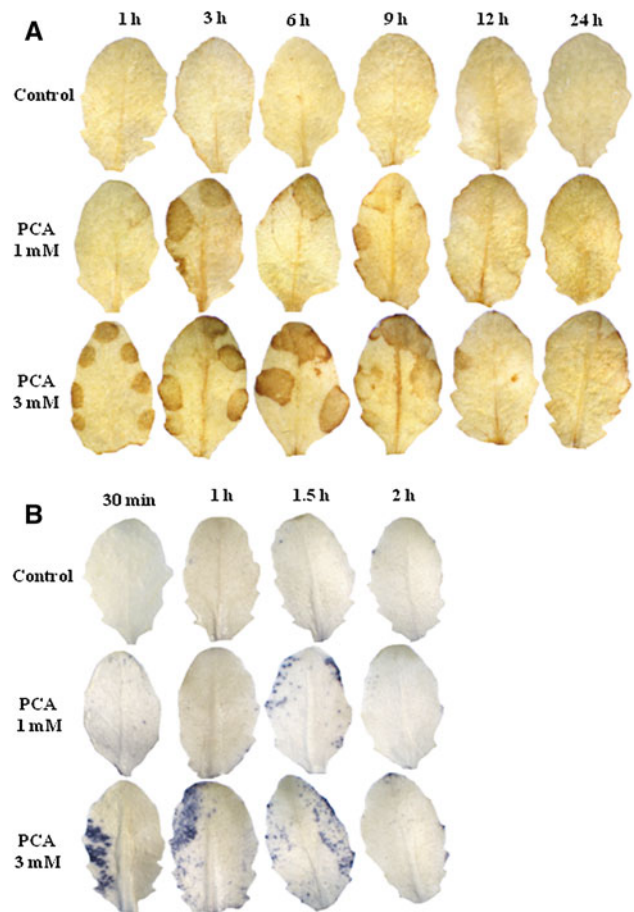 A
1 h 3 h 6 h 9 h 12 h 24 h
Control
PCA
1 mM
PCA
3 mM
B
30 min 1 h 1.5 h 2 h
Control
PCA
1 mM
PCA
3 mM